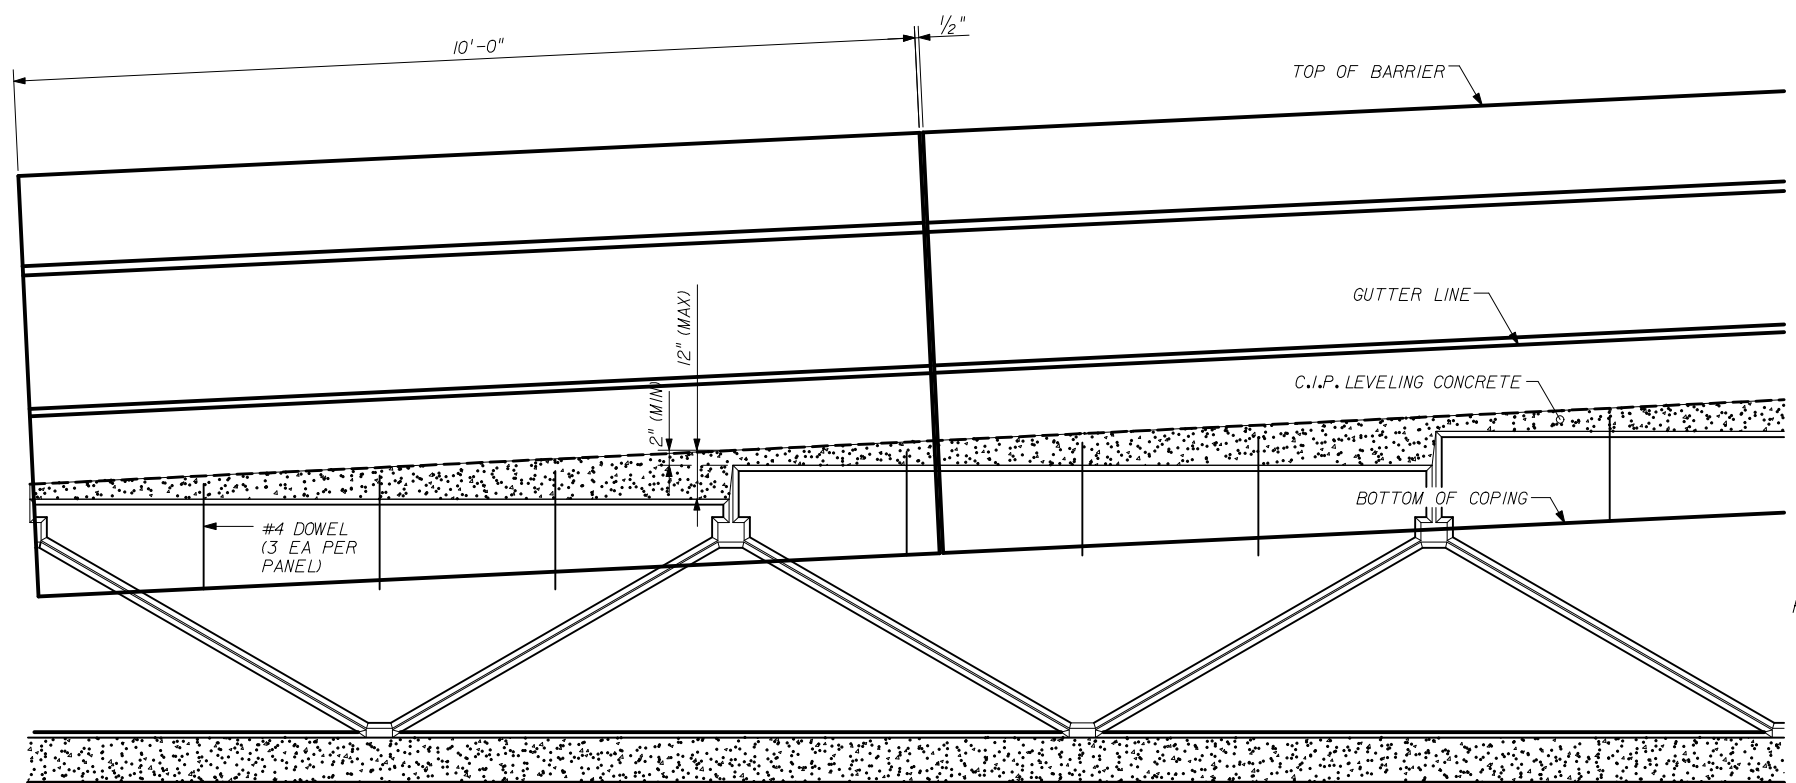 10'-0"
1/2"
TOP OF BARRIER
GUTTER LINE
12" (MAX)
2" (MIN)
C.I.P. LEVELING CONCRETE
BOTTOM OF COPING
#4 DOWEL
(3 EA PER
PANEL)